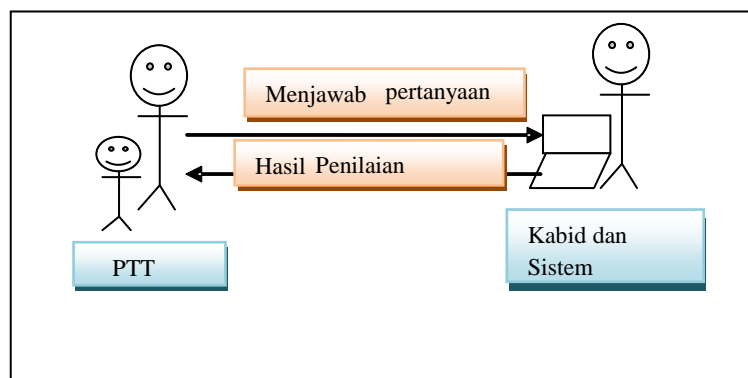 Menjawab pertanyaan
Hasil Penilaian
PTT
Kabid dan
Sistem